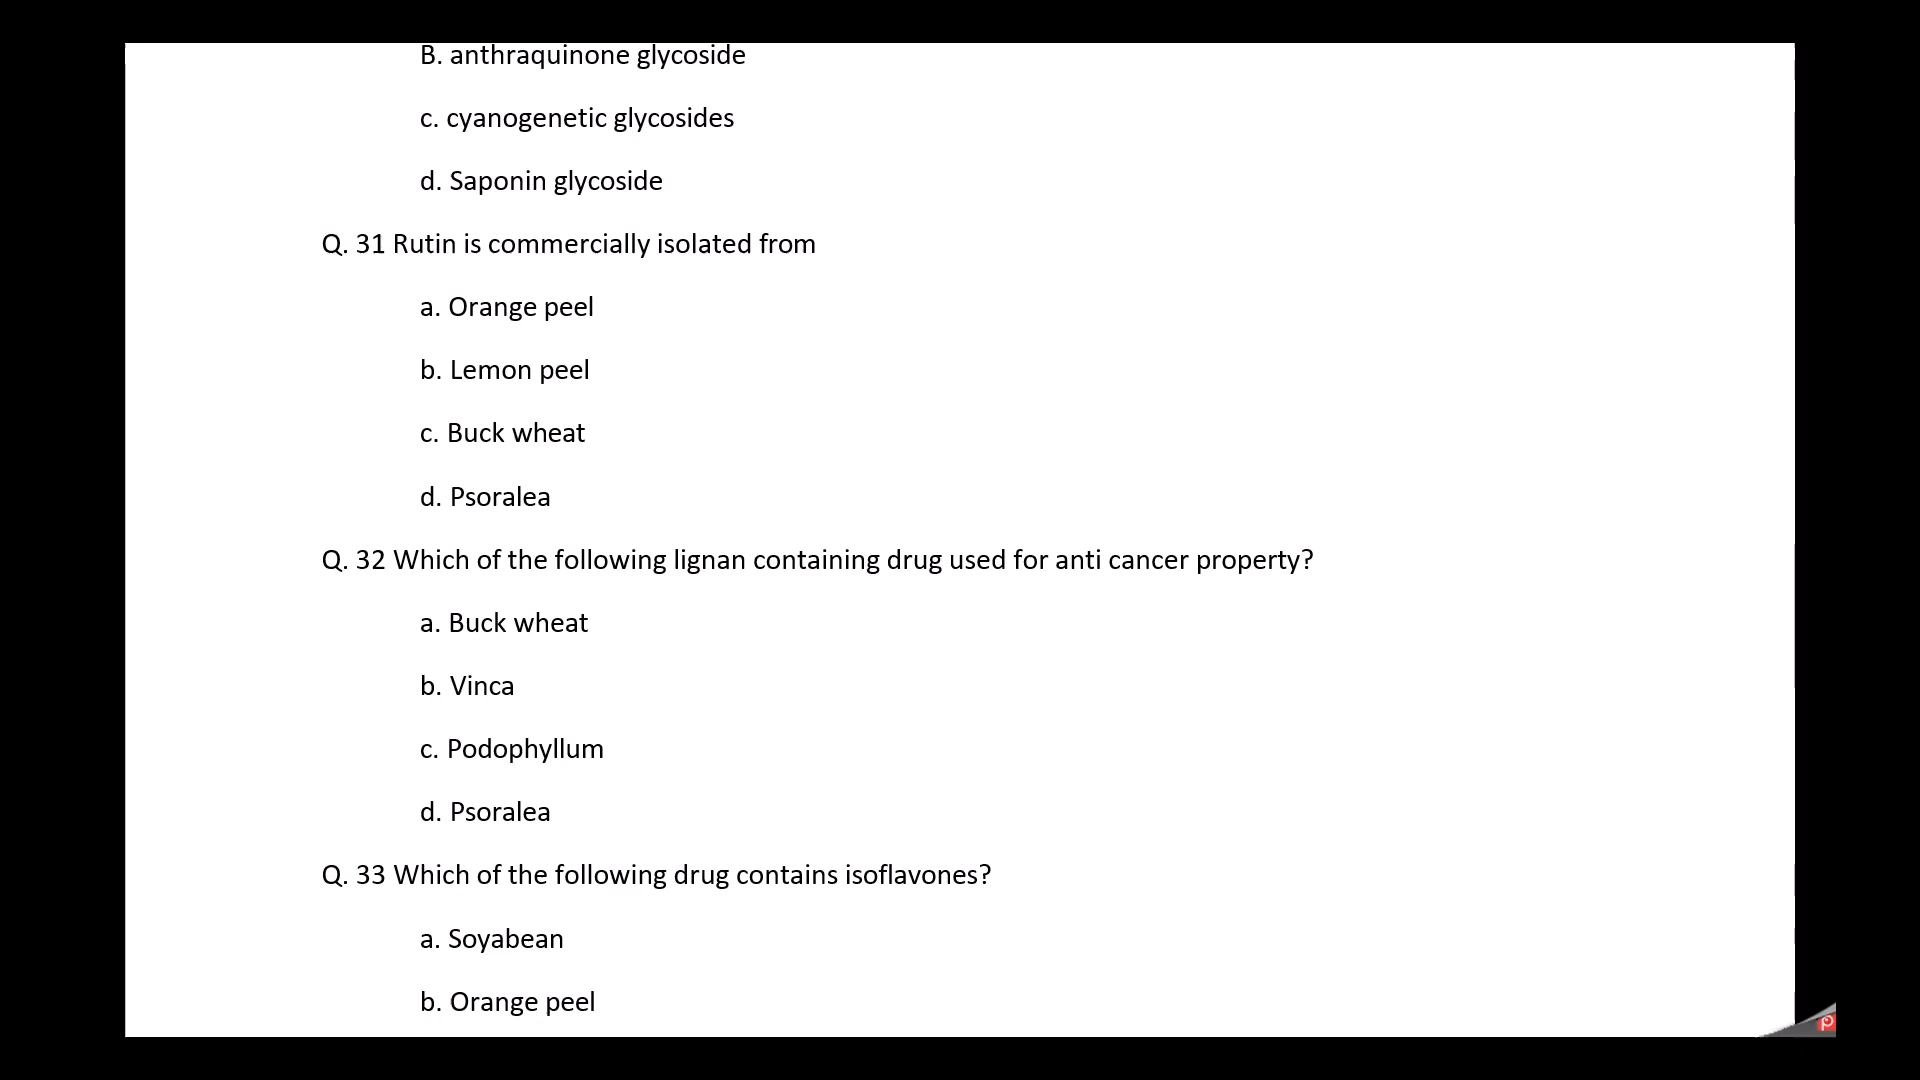 B. anthraquinone glycoside
c. cyanogenetic glycosides
d. Saponin glycoside
Q. 31 Rutin is commercially isolated from
a. Orange peel
b. Lemon peel
c. Buck wheat
d. Psoralea
Q. 32 Which of the following lignan containing drug used for anti cancer property?
a. Buck wheat
b. Vinca
c. Podophyllum
d. Psoralea
Q. 33 Which of the following drug contains isoflavones?
a. Soyabean
b. Orange peel